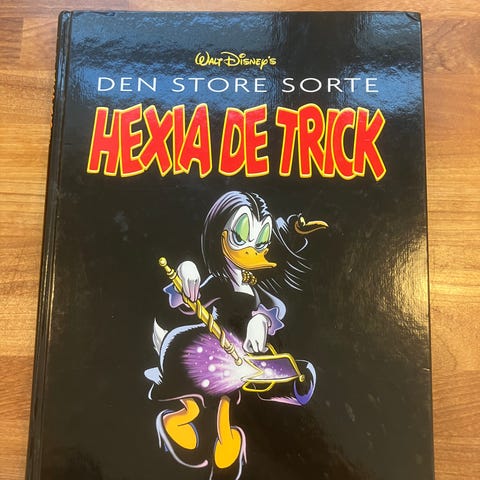 Walt Disney's
DEN STORE SORTE
HEXIA DE TRICK